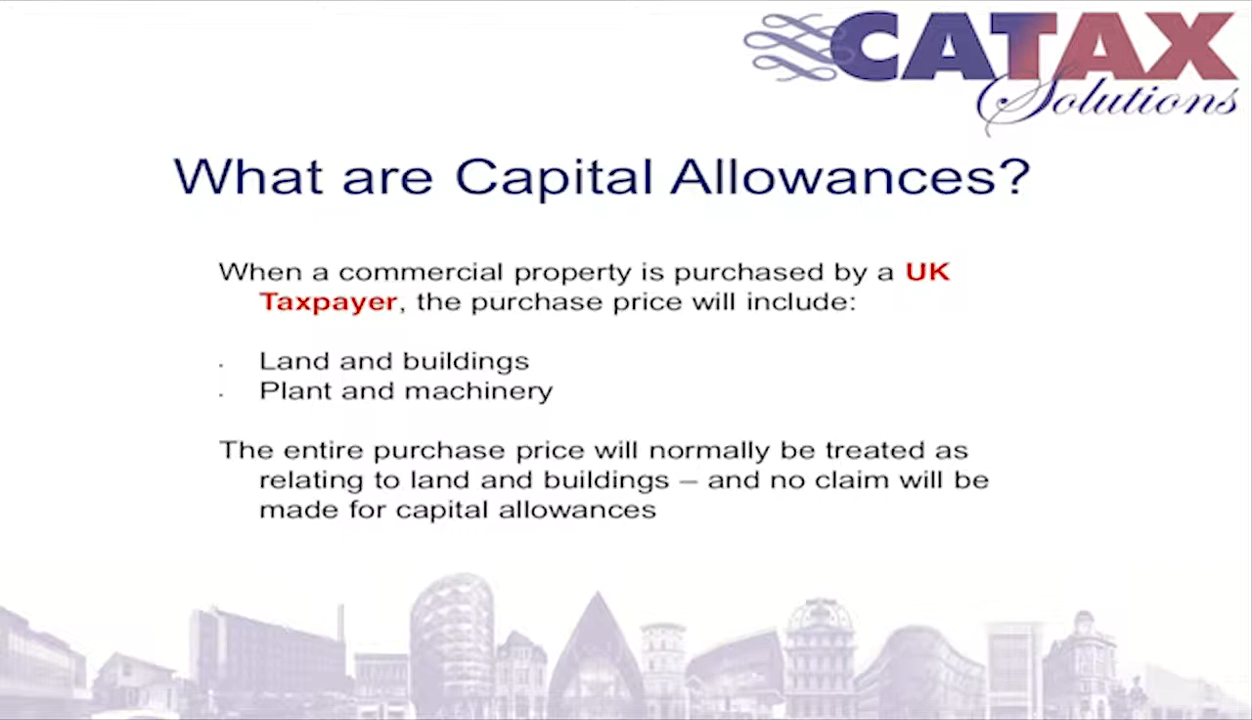 CATAX
Solutions
What are Capital Allowances?
When a commercial property is purchased by a UK
Taxpayer, the purchase price will include:
· Land and buildings
· Plant and machinery
The entire purchase price will normally be treated as
relating to land and buildings – and no claim will be
made for capital allowances